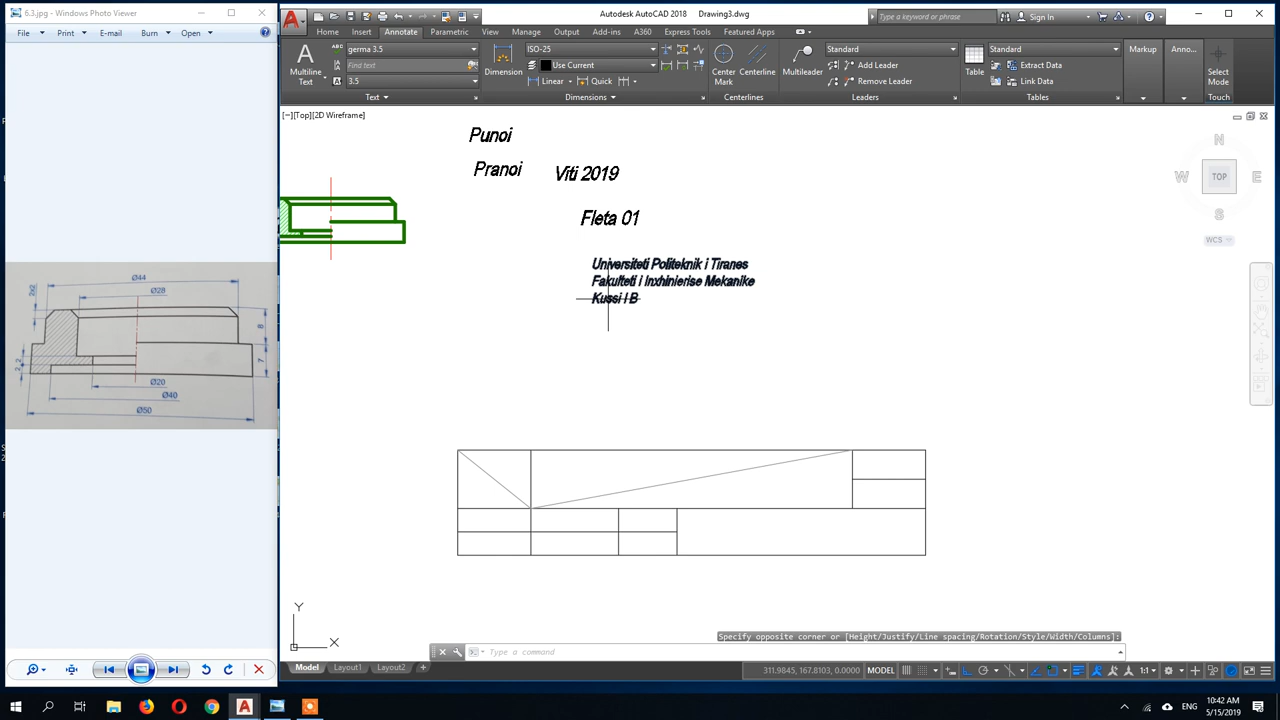 6.3.jpg - Windows Photo Viewer
File Print E-mail Burn Open
Ø44
Ø28
2x2
8
7
2
2
Ø20
Ø40
Ø50
Autodesk AutoCAD 2018 Drawing3.dwg
Type a keyword or phrase
Sign In
Home Insert Annotate Parametric View Manage Output Add-ins A360 Express Tools Featured Apps
Multiline
Text
ABC
germa 3.5
Find text
3.5
Text
Dimension
ISO-25
Use Current
Linear Quick
Dimensions
Center
Mark
Centerline
Centerlines
Multileader
Standard
Add Leader
Remove Leader
Leaders
Table
Standard
Extract Data
Link Data
Tables
Markup
Anno...
Select
Mode
Touch
[−][Top][2D Wireframe]
Punoi
Pranoi
Viti 2019
Fleta 01
Universiteti Politeknik i Tiranes
Fakulteti i Inxhinierise Mekanike
Kussi I B
N
W TOP E
S
WCS
Y
X
Specify opposite corner or [Height/Justify/Line spacing/Rotation/Style/Width/Columns]:
Type a command
Model Layout1 Layout2 +
311.9845, 167.8103, 0.0000 MODEL 1:1
ENG
10:42 AM
5/15/2019